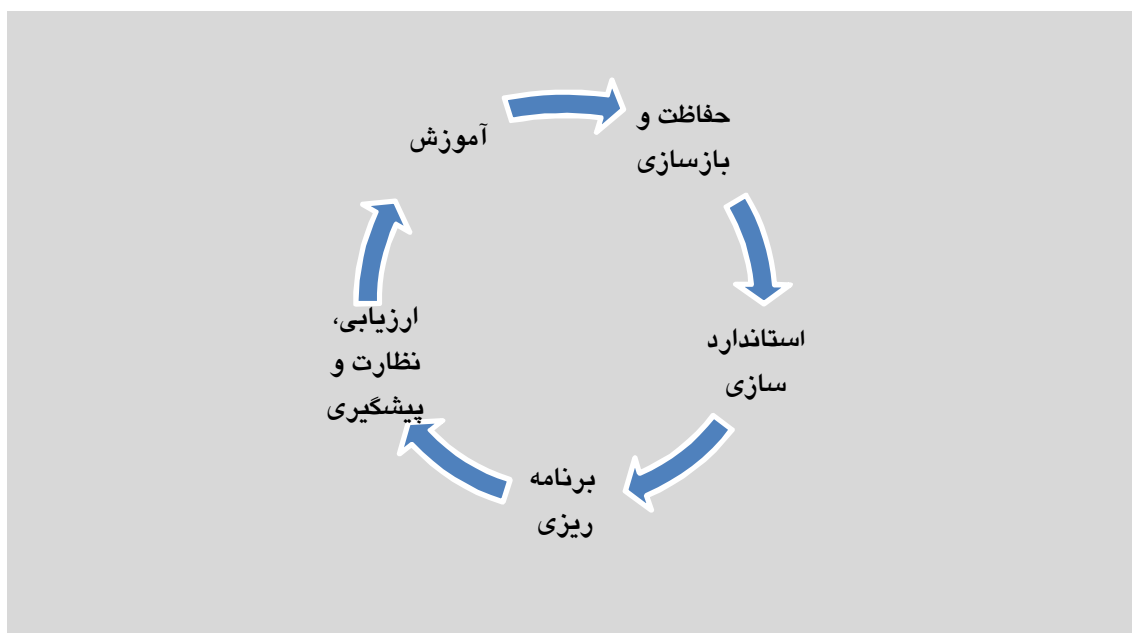 آموزش
حفاظت و
بازسازی
استاندارد
سازی
برنامه
ریزی
ارزیابی،
نظارت و
پیشگیری